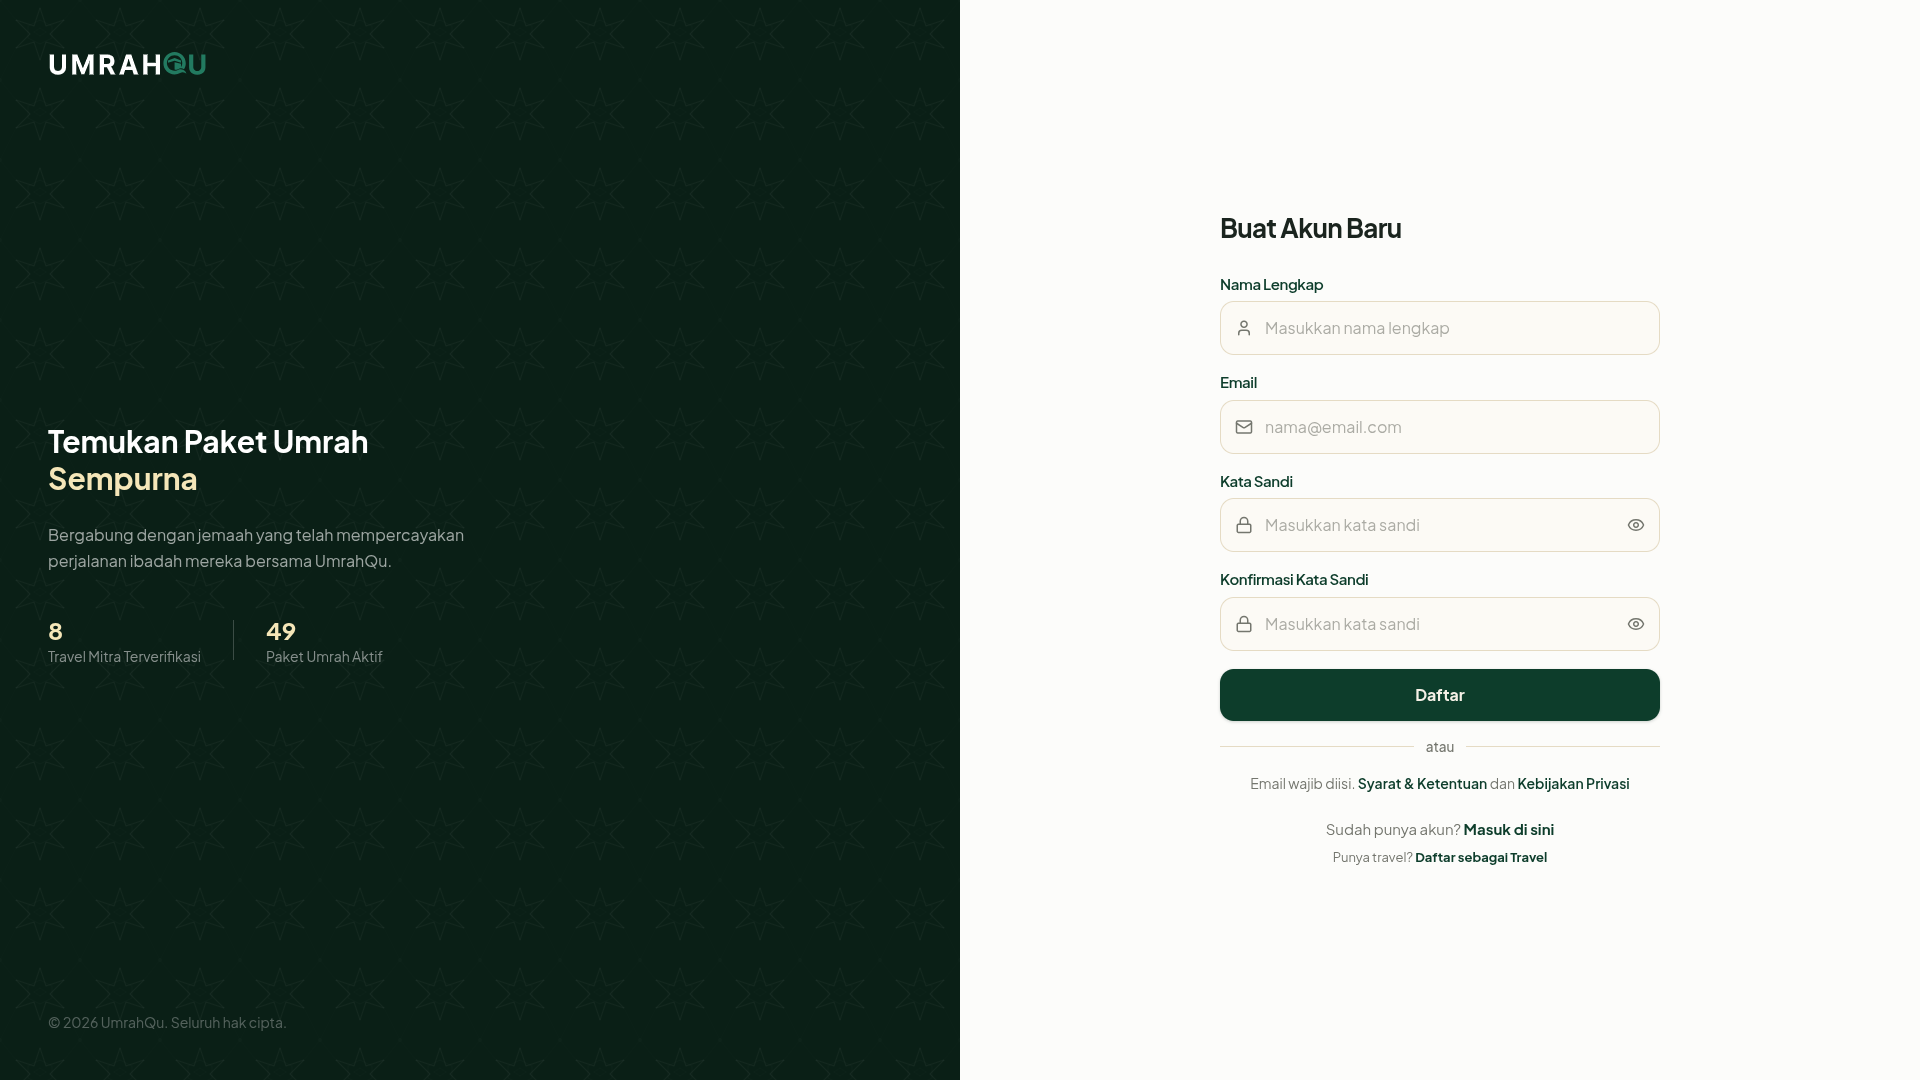 UMRAHQU
Temukan Paket Umrah
Sempurna
Bergabung dengan jemaah yang telah mempercayakan
perjalanan ibadah mereka bersama UmrahQu.
8
Travel Mitra Terverifikasi
49
Paket Umrah Aktif
© 2026 UmrahQu. Seluruh hak cipta.
Buat Akun Baru
Nama Lengkap
Masukkan nama lengkap
Email
nama@email.com
Kata Sandi
Masukkan kata sandi
Konfirmasi Kata Sandi
Masukkan kata sandi
Daftar
atau
Email wajib diisi. Syarat & Ketentuan dan Kebijakan Privasi
Sudah punya akun? Masuk di sini
Punya travel? Daftar sebagai Travel